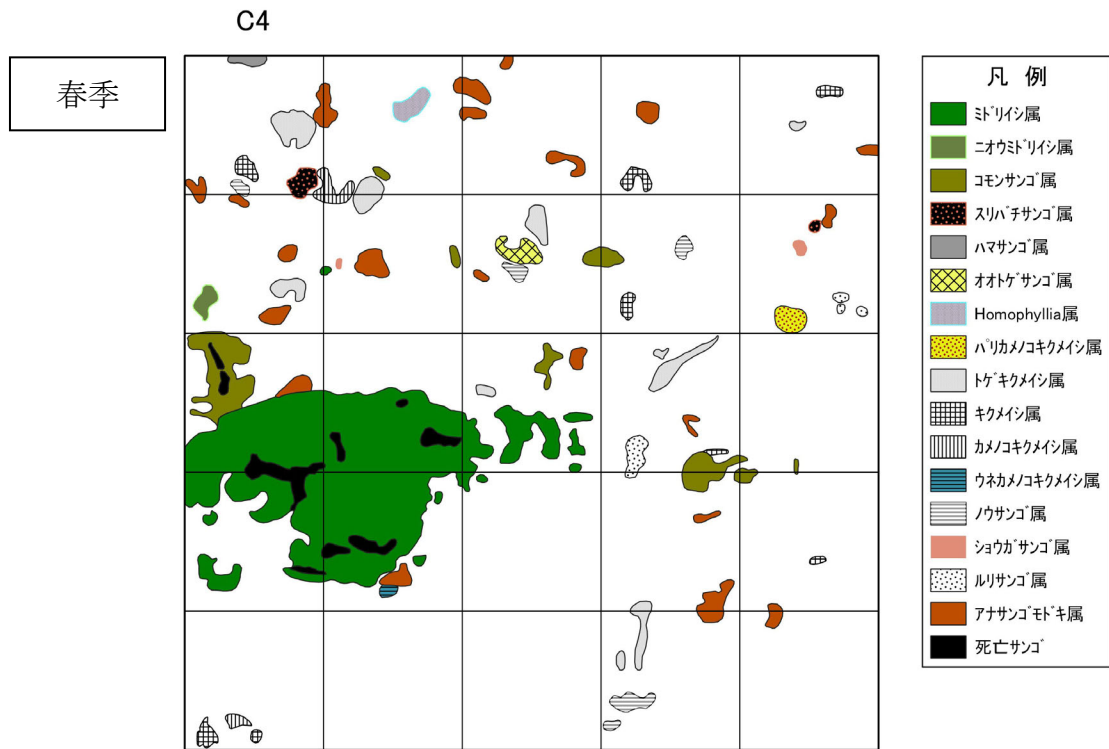 C4
春季
凡 例
ミドリイシ属
ニオウミドリイシ属
コモンサンゴ属
スリバチサンゴ属
ハマサンゴ属
オオトゲサンゴ属
Homophyllia属
パリカメノコキクメイシ属
トゲキクメイシ属
キクメイシ属
カメノコキクメイシ属
ウネカメノコキクメイシ属
ノウサンゴ属
ショウガサンゴ属
ルリサンゴ属
アナサンゴモドキ属
死亡サンゴ